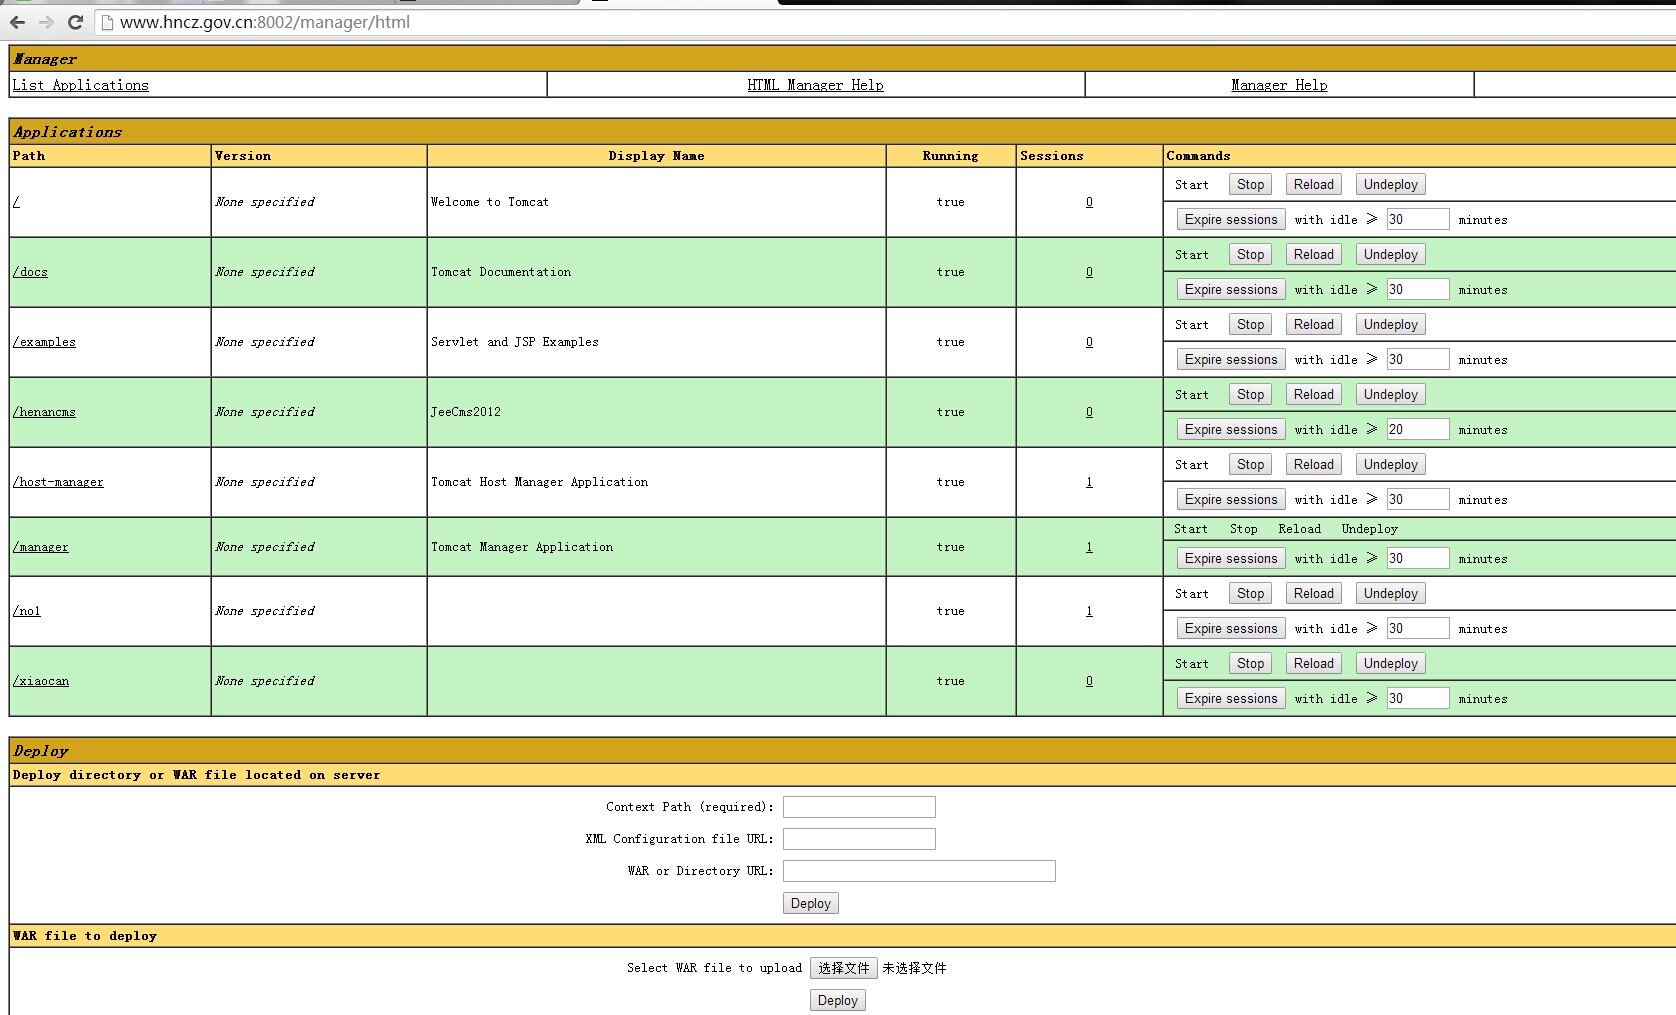 www.hncz.gov.cn:8002/manager/html
Manager
List Applications HTML Manager Help Manager Help
Applications
Path Version Display Name Running Sessions Commands
/ None specified Welcome to Tomcat true 0 Start Stop Reload Undeploy
Expire sessions with idle ≥ 30 minutes
/docs None specified Tomcat Documentation true 0 Start Stop Reload Undeploy
Expire sessions with idle ≥ 30 minutes
/examples None specified Servlet and JSP Examples true 0 Start Stop Reload Undeploy
Expire sessions with idle ≥ 30 minutes
/henancms None specified JeeCms2012 true 0 Start Stop Reload Undeploy
Expire sessions with idle ≥ 20 minutes
/host-manager None specified Tomcat Host Manager Application true 1 Start Stop Reload Undeploy
Expire sessions with idle ≥ 30 minutes
/manager None specified Tomcat Manager Application true 1 Start Stop Reload Undeploy
Expire sessions with idle ≥ 30 minutes
/no1 None specified true 1 Start Stop Reload Undeploy
Expire sessions with idle ≥ 30 minutes
/xiaocan None specified true 0 Start Stop Reload Undeploy
Expire sessions with idle ≥ 30 minutes
Deploy
Deploy directory or WAR file located on server
Context Path (required):
XML Configuration file URL:
WAR or Directory URL:
Deploy
WAR file to deploy
Select WAR file to upload 选择文件 未选择文件
Deploy